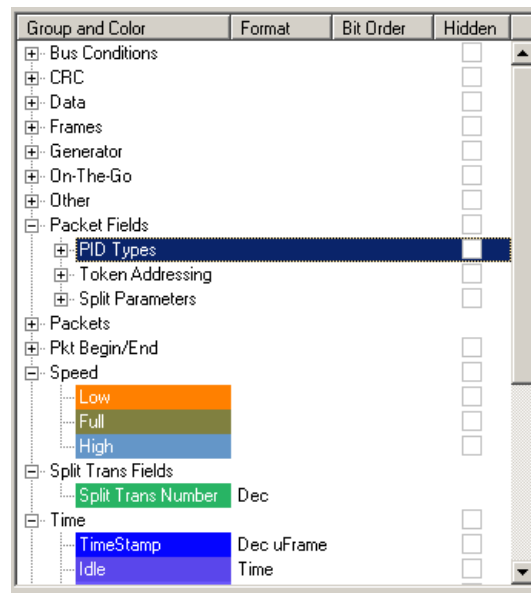 Group and Color Format Bit Order Hidden
Bus Conditions
CRC
Data
Frames
Generator
On-The-Go
Other
Packet Fields
PID Types
Token Addressing
Split Parameters
Packets
Pkt Begin/End
Speed
Low
Full
High
Split Trans Fields
Split Trans Number Dec
Time
TimeStamp Dec uFrame
Idle Time